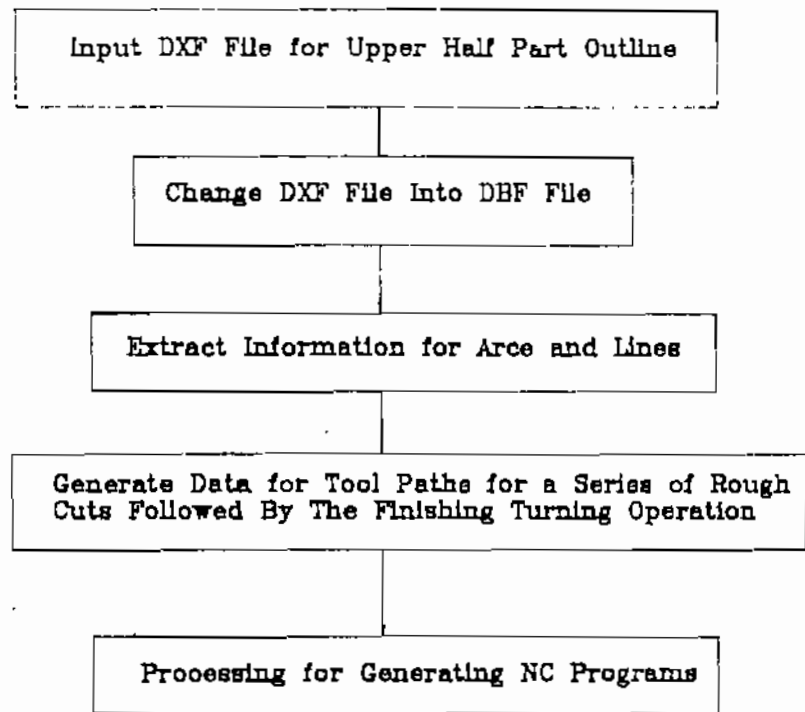 Input DXF File for Upper Half Part Outline
Change DXF File Into DBF File
Extract Information for Arce and Lines
Generate Data for Tool Paths for a Series of Rough
Cuts Followed By The Finishing Turning Operation
Processing for Generating NC Programs